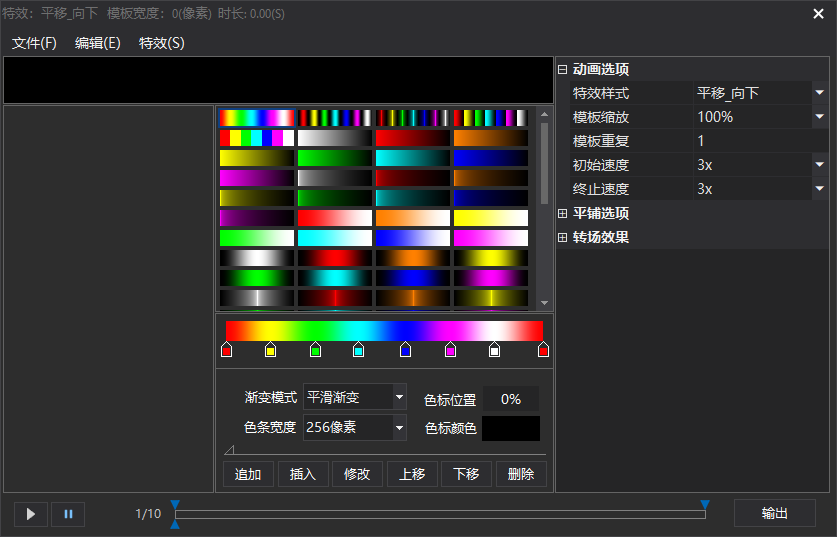 特效：平移_向下 模板宽度：0(像素) 时长: 0.00(S)
文件(F) 编辑(E) 特效(S)
动画选项
特效样式 平移_向下
模板缩放 100%
模板重复 1
初始速度 3x
终止速度 3x
平铺选项
转场效果
渐变模式 平滑渐变 色标位置 0%
色条宽度 256像素 色标颜色
追加 插入 修改 上移 下移 删除
1/10 输出